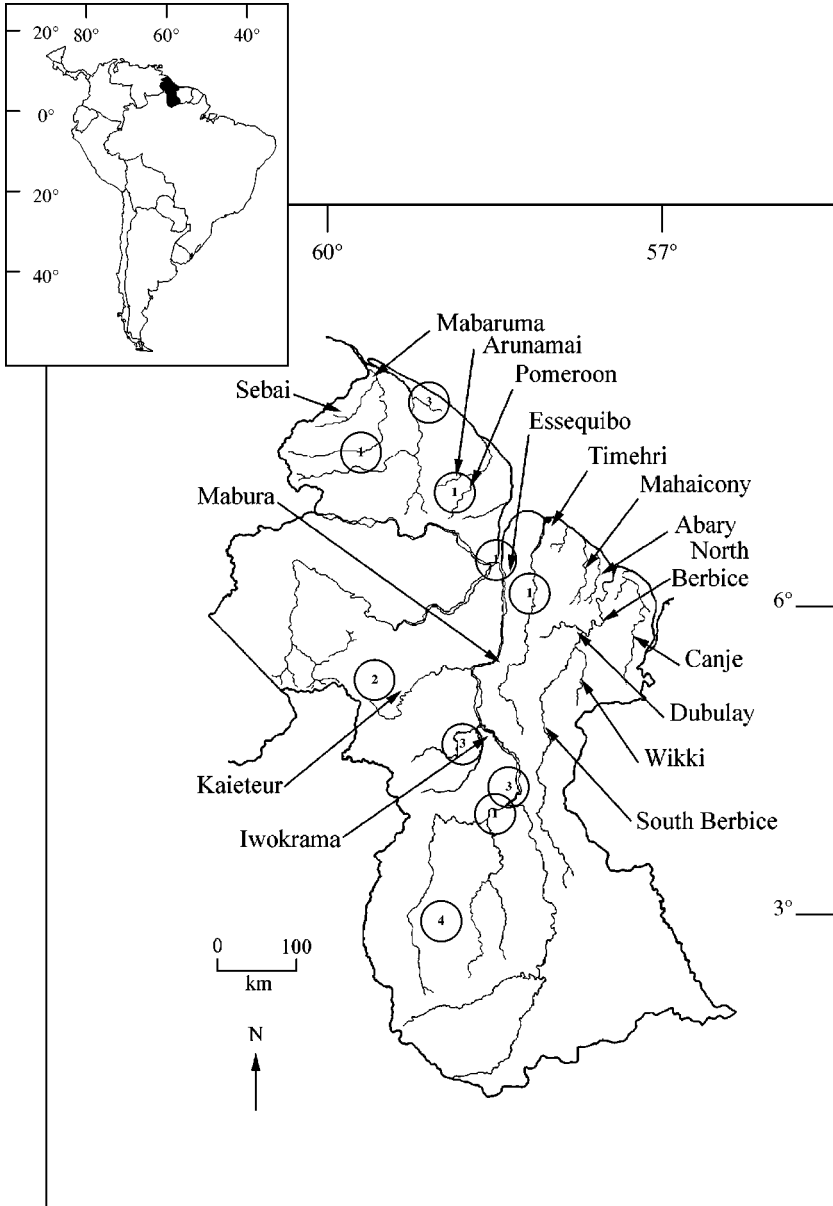 20° 80° 60° 40°
0°
20°
40°
60° 57°
Mabaruma
Arunamai
Pomeroon
Sebai
3
Essequibo
1
Timehri
1
Mahaicony
Mabura
Abary
North
Berbice
1
1
6°
Canje
2
Dubulay
Wikki
3
Kaieteur
3
1
South Berbice
Iwokrama
3°
4
0 100
km
N